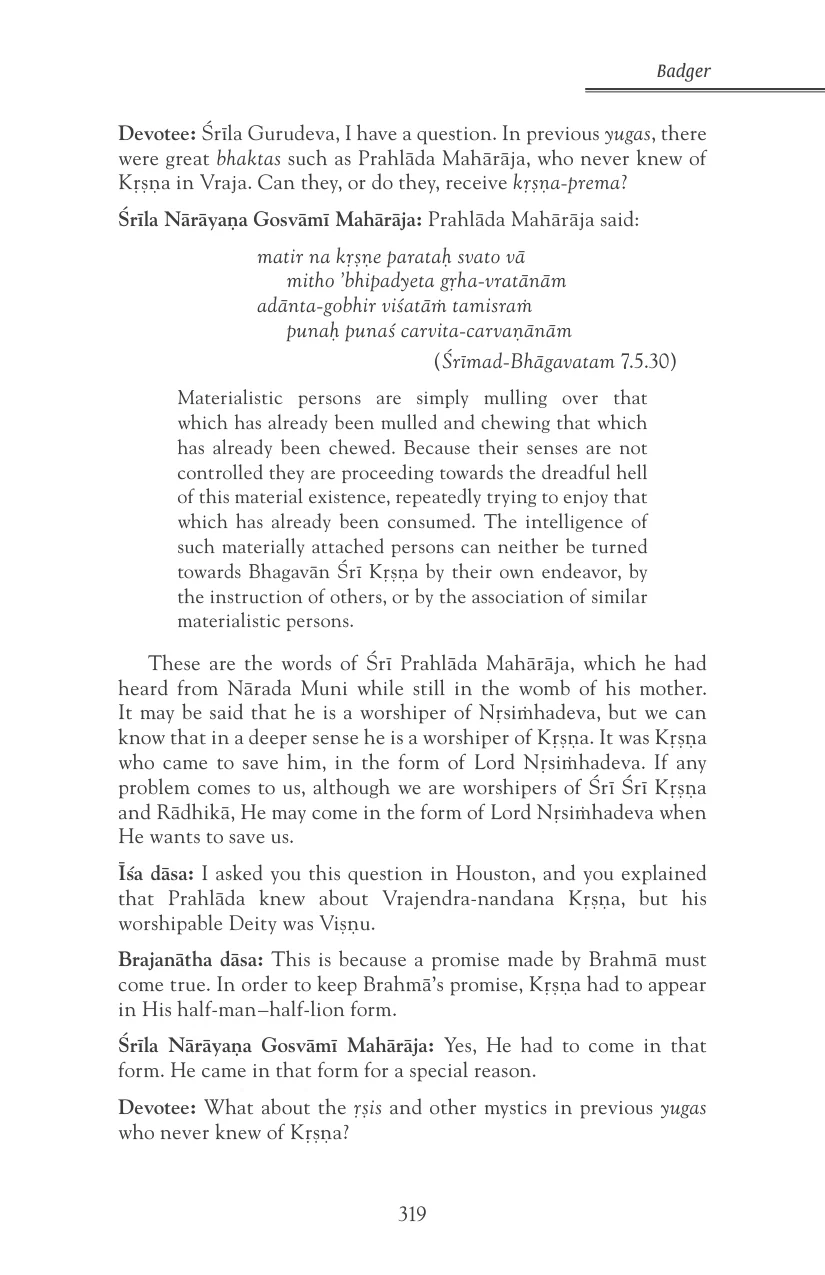 Badger
Devotee: Śrīla Gurudeva, I have a question. In previous yugas, there
were great bhaktas such as Prahlāda Mahārāja, who never knew of
Kṛṣṇa in Vraja. Can they, or do they, receive kṛṣṇa-prema?
Śrīla Nārāyaṇa Gosvāmī Mahārāja: Prahlāda Mahārāja said:
matir na kṛṣṇe parataḥ svato vā
mitho ’bhipadyeta gṛha-vratānām
adānta-gobhir viśatāṁ tamisraṁ
punaḥ punaś carvita-carvaṇānām
(Śrīmad-Bhāgavatam 7.5.30)
Materialistic persons are simply mulling over that
which has already been mulled and chewing that which
has already been chewed. Because their senses are not
controlled they are proceeding towards the dreadful hell
of this material existence, repeatedly trying to enjoy that
which has already been consumed. The intelligence of
such materially attached persons can neither be turned
towards Bhagavān Śrī Kṛṣṇa by their own endeavor, by
the instruction of others, or by the association of similar
materialistic persons.
These are the words of Śrī Prahlāda Mahārāja, which he had
heard from Nārada Muni while still in the womb of his mother.
It may be said that he is a worshiper of Nṛsiṁhadeva, but we can
know that in a deeper sense he is a worshiper of Kṛṣṇa. It was Kṛṣṇa
who came to save him, in the form of Lord Nṛsiṁhadeva. If any
problem comes to us, although we are worshipers of Śrī Śrī Kṛṣṇa
and Rādhikā, He may come in the form of Lord Nṛsiṁhadeva when
He wants to save us.
Īśa dāsa: I asked you this question in Houston, and you explained
that Prahlāda knew about Vrajendra-nandana Kṛṣṇa, but his
worshipable Deity was Viṣṇu.
Brajanātha dāsa: This is because a promise made by Brahmā must
come true. In order to keep Brahmā’s promise, Kṛṣṇa had to appear
in His half-man–half-lion form.
Śrīla Nārāyaṇa Gosvāmī Mahārāja: Yes, He had to come in that
form. He came in that form for a special reason.
Devotee: What about the ṛṣis and other mystics in previous yugas
who never knew of Kṛṣṇa?
319